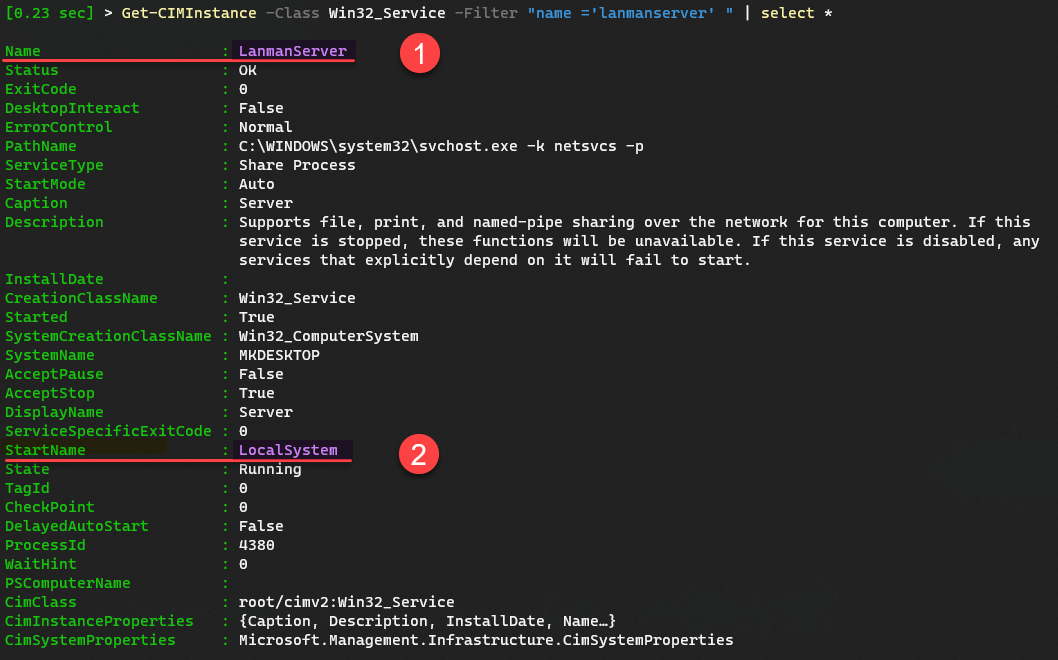 [0.23 sec] > Get-CIMInstance -Class Win32_Service -Filter "name ='lanmanserver' " | select *
Name : LanmanServer 1
Status : OK
ExitCode : 0
DesktopInteract : False
ErrorControl : Normal
PathName : C:\WINDOWS\system32\svchost.exe -k netsvcs -p
ServiceType : Share Process
StartMode : Auto
Caption : Server
Description : Supports file, print, and named-pipe sharing over the network for this computer. If this
service is stopped, these functions will be unavailable. If this service is disabled, any
services that explicitly depend on it will fail to start.
InstallDate :
CreationClassName : Win32_Service
Started : True
SystemCreationClassName : Win32_ComputerSystem
SystemName : MKDESKTOP
AcceptPause : False
AcceptStop : True
DisplayName : Server
ServiceSpecificExitCode : 0
StartName : LocalSystem 2
State : Running
TagId : 0
CheckPoint : 0
DelayedAutoStart : False
ProcessId : 4380
WaitHint : 0
PSComputerName :
CimClass : root/cimv2:Win32_Service
CimInstanceProperties : {Caption, Description, InstallDate, Name…}
CimSystemProperties : Microsoft.Management.Infrastructure.CimSystemProperties